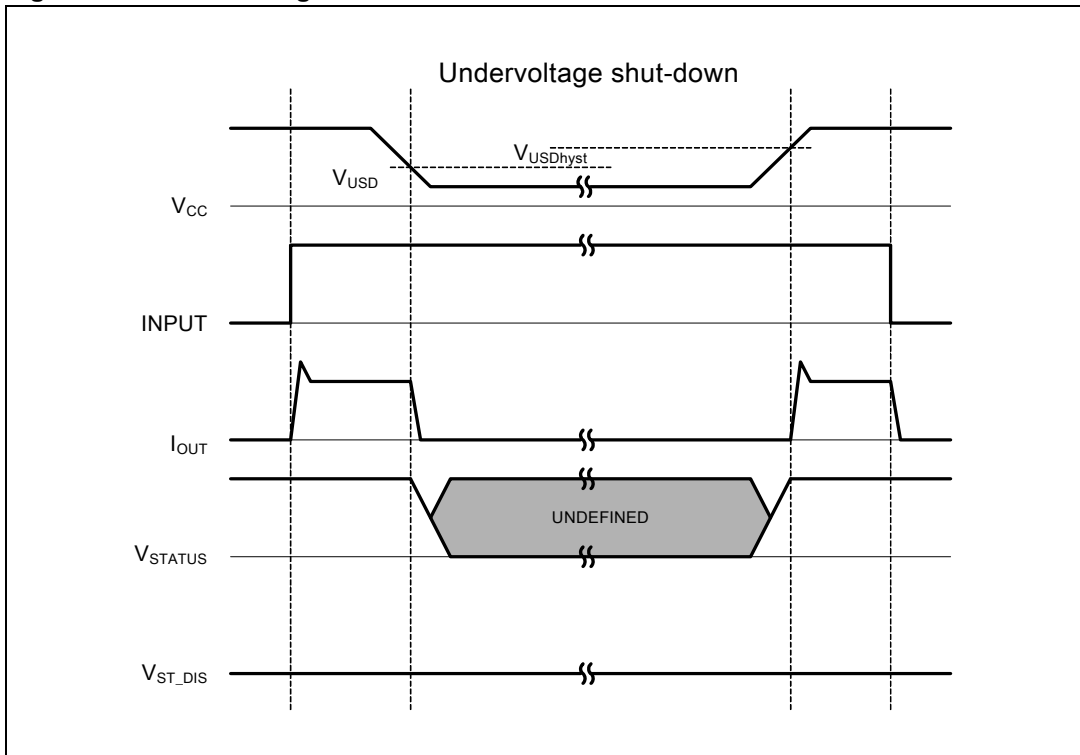 Undervoltage shut-down
VUSDhyst
VUSD
VCC
INPUT
IOUT
UNDEFINED
VSTATUS
VST_DIS